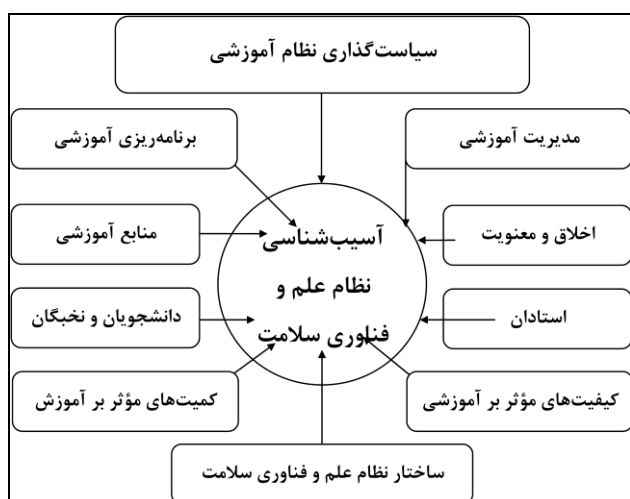 سیاست‌گذاری نظام آموزشی
مدیریت آموزشی
برنامه‌ریزی آموزشی
اخلاق و معنویت
آسیب‌شناسی
منابع آموزشی
نظام علم و
استادان
دانشجویان و نخبگان
فناوری سلامت
کیفیت‌های مؤثر بر آموزشی
کمیت‌های مؤثر بر آموزش
ساختار نظام علم و فناوری سلامت